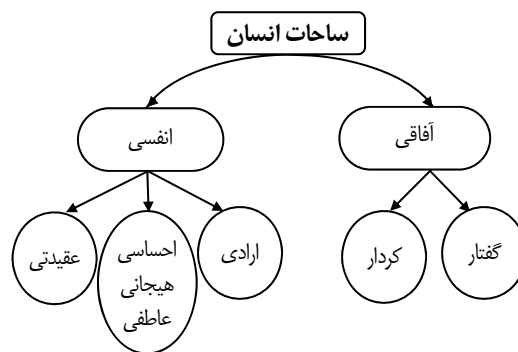 ساحات انسان
آفاقی
انفسی
گفتار
کردار
ارادی
احساسی
هیجانی
عاطفی
عقیدتی